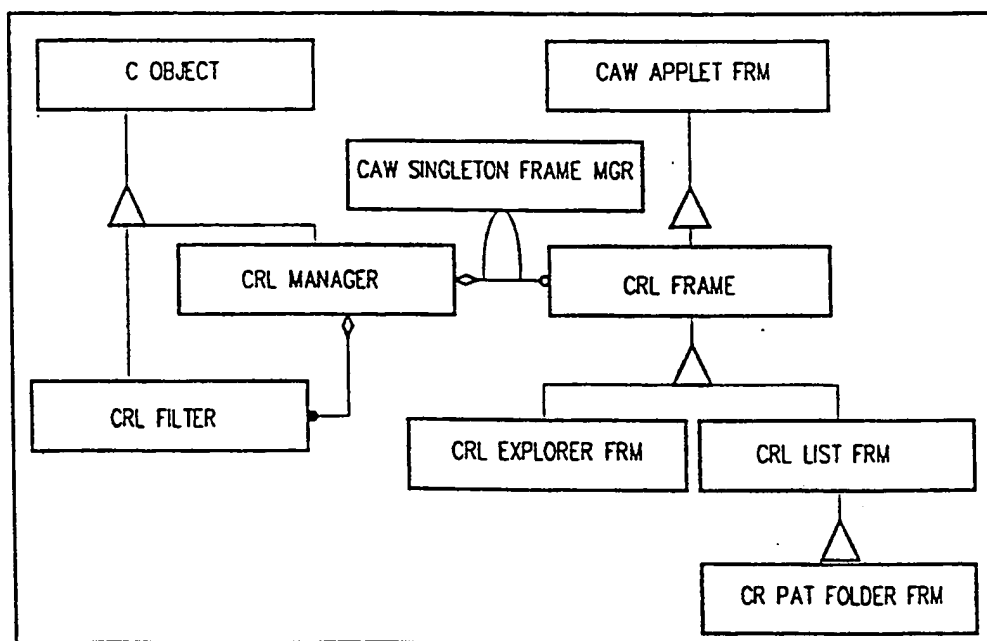 C OBJECT
CAW APPLET FRM
CAW SINGLETON FRAME MGR
CRL MANAGER
CRL FRAME
CRL FILTER
CRL EXPLORER FRM
CRL LIST FRM
CR PAT FOLDER FRM